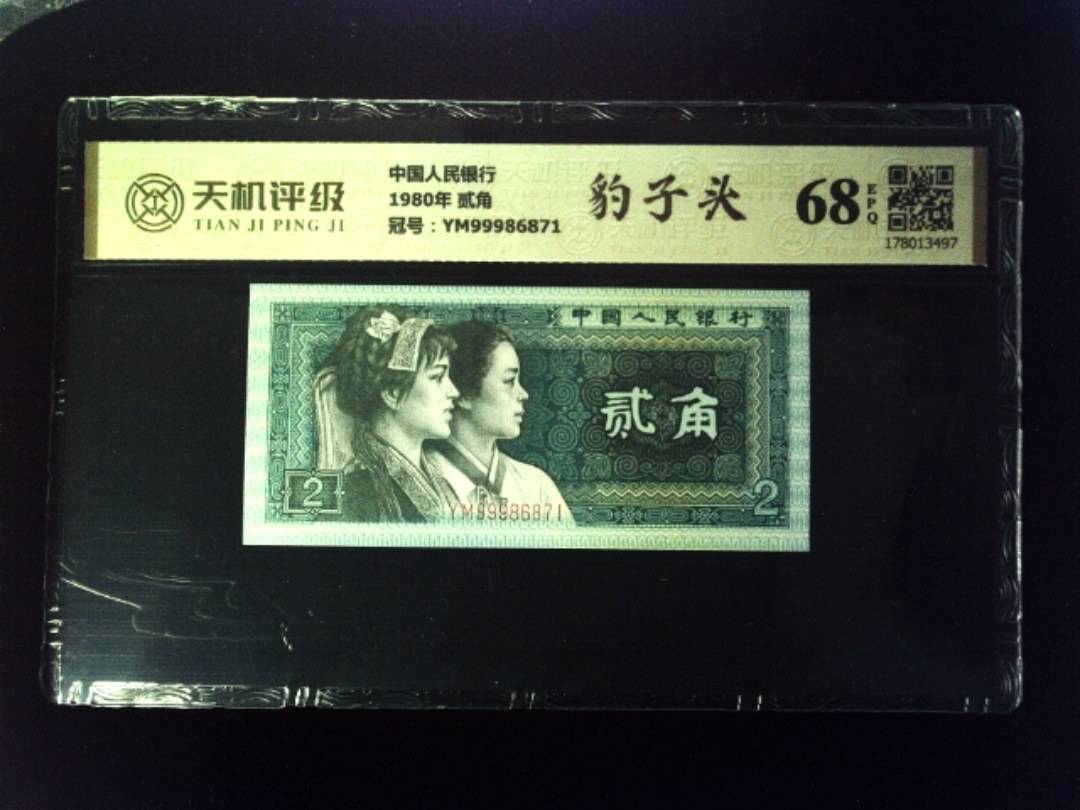 天机评级
TIAN JI PING JI
中国人民银行
1980年 贰角
冠号：YM99986871
豹子头
68
EPQ
178013497
中国人民银行
贰角
2
2
YM99986871